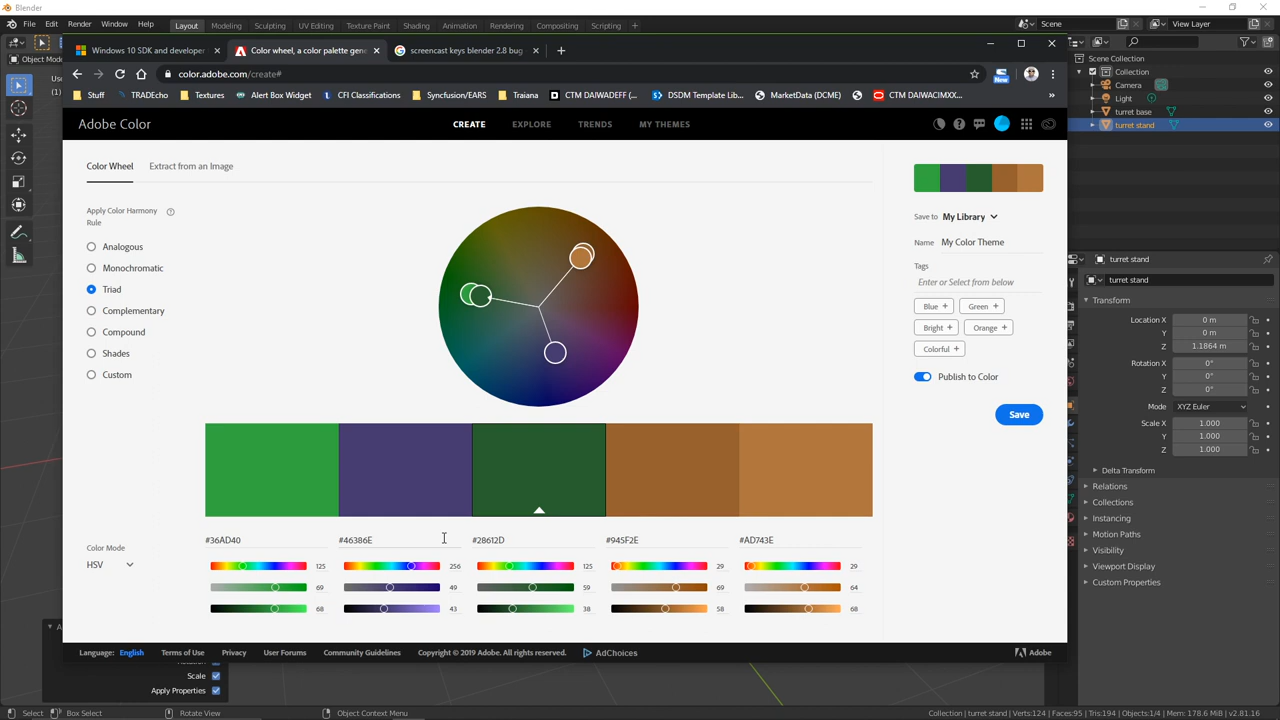 Blender
File Edit Render Window Help Layout Modeling Sculpting UV Editing Texture Paint Shading Animation Rendering Compositing Scripting Scene View Layer
Object Mode
Windows 10 SDK and developer Color wheel, a color palette gene screencast keys blender 2.8 bug
color.adobe.com/create#
New
Stuff TRADEcho Textures Alert Box Widget CFI Classifications Syncfusion/EARS Traiana CTM DAIWADEFF (... DSDM Template Lib... MarketData (DCME) CTM DAIWACIMXX... »
Adobe Color CREATE EXPLORE TRENDS MY THEMES
Color Wheel Extract from an Image
Apply Color Harmony Rule
Analogous
Monochromatic
Triad
Complementary
Compound
Shades
Custom
Save to My Library
Name My Color Theme
Tags
Enter or Select from below
Blue + Green +
Bright + Orange +
Colorful +
Publish to Color
Save
#36AD40 #46386E #28612D #945F2E #AD743E
Color Mode
HSV
125 256 125 29 29
69 49 59 69 64
68 43 38 58 68
Language: English Terms of Use Privacy User Forums Community Guidelines Copyright © 2019 Adobe. All rights reserved. AdChoices Adobe
Scene Collection
Collection
Camera
Light
turret base
turret stand
turret stand
turret stand
Transform
Location X 0 m
Y 0 m
Z 1.1864 m
Rotation X 0°
Y 0°
Z 0°
Mode XYZ Euler
Scale X 1.000
Y 1.000
Z 1.000
Delta Transform
Relations
Collections
Instancing
Motion Paths
Visibility
Viewport Display
Custom Properties
Scale
Apply Properties
Select Box Select Rotate View Object Context Menu Collection | turret stand | Verts:124 | Faces:95 | Tris:194 | Objects:1/4 | Mem: 178.6 MiB | v2.81.16